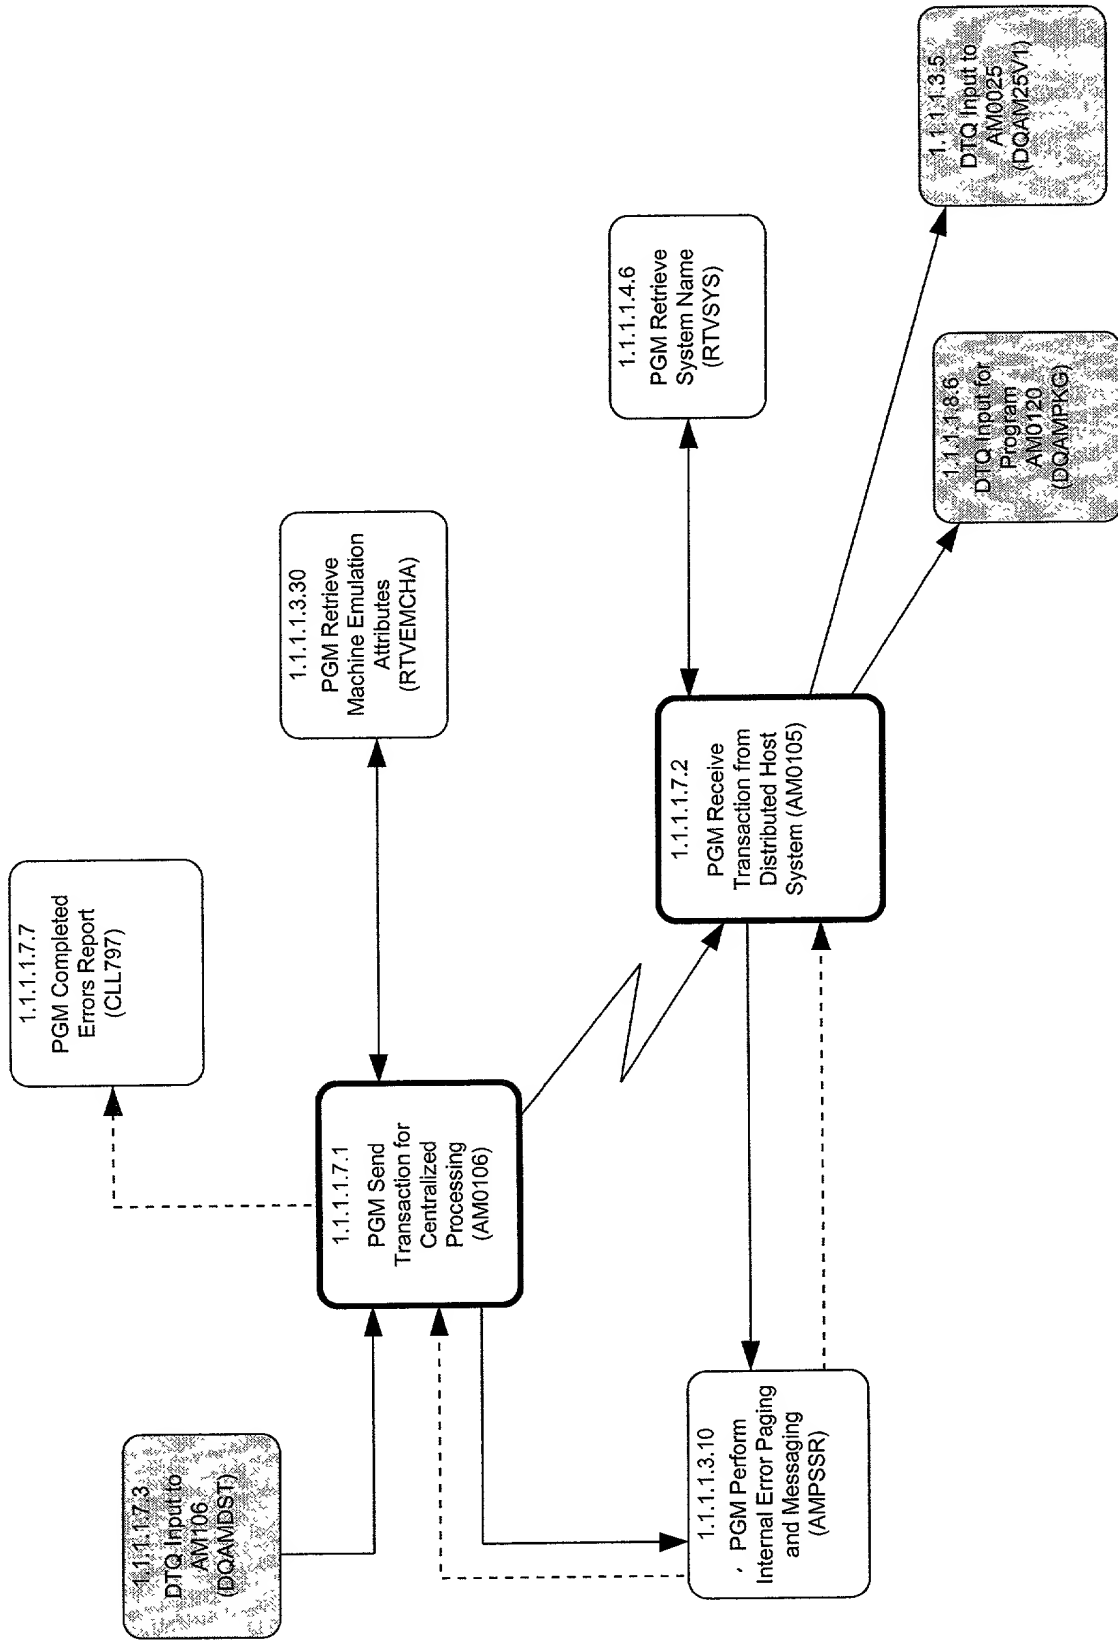 1.1.1.1.7.7
PGM Completed
Errors Report
(CLL797)
1.1.1.1.7.3
DTQ Input to
AM106
(DQAMDST)
1.1.1.1.3.30
PGM Retrieve
Machine Emulation
Attributes
(RTVEMCHA)
1.1.1.1.7.1
PGM Send
Transaction for
Centralized
Processing
(AM0106)
1.1.1.1.4.6
PGM Retrieve
System Name
(RTVSYS)
1.1.1.1.7.2
PGM Receive
Transaction from
Distributed Host
System (AM0105)
1.1.1.1.3.10
PGM Perform
Internal Error Paging
and Messaging
(AMPSSR)
1.1.1.1.8.6
DTQ Input for
Program
AM0120
(DQAMPKG)
1.1.1.1.3.5
DTQ Input to
AM0025
(DQAM25V1)